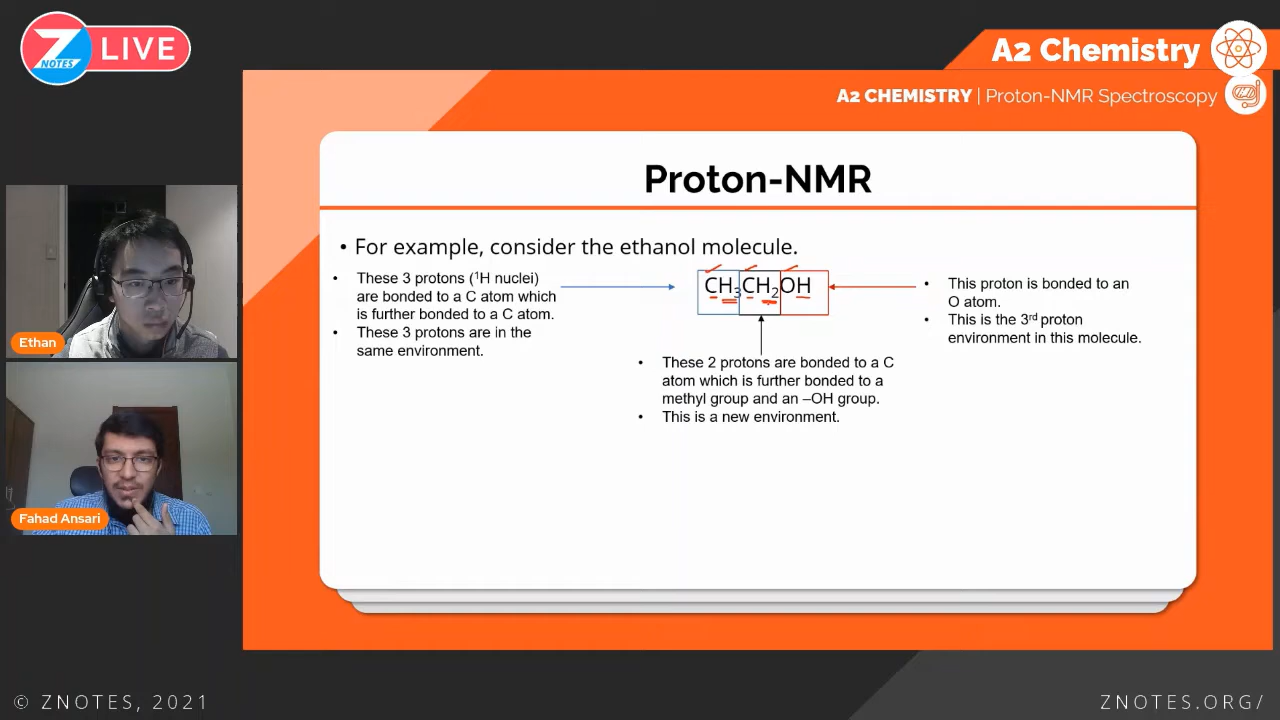 Z NOTES LIVE
A2 Chemistry
A2 CHEMISTRY | Proton-NMR Spectroscopy
Proton-NMR
• For example, consider the ethanol molecule.
• These 3 protons (¹H nuclei)
are bonded to a C atom which
is further bonded to a C atom.
• These 3 protons are in the
same environment.
CH₃CH₂OH
• This proton is bonded to an
O atom.
• This is the 3ʳᵈ proton
environment in this molecule.
• These 2 protons are bonded to a C
atom which is further bonded to a
methyl group and an –OH group.
• This is a new environment.
Ethan
Fahad Ansari
© ZNOTES, 2021
ZNOTES.ORG/